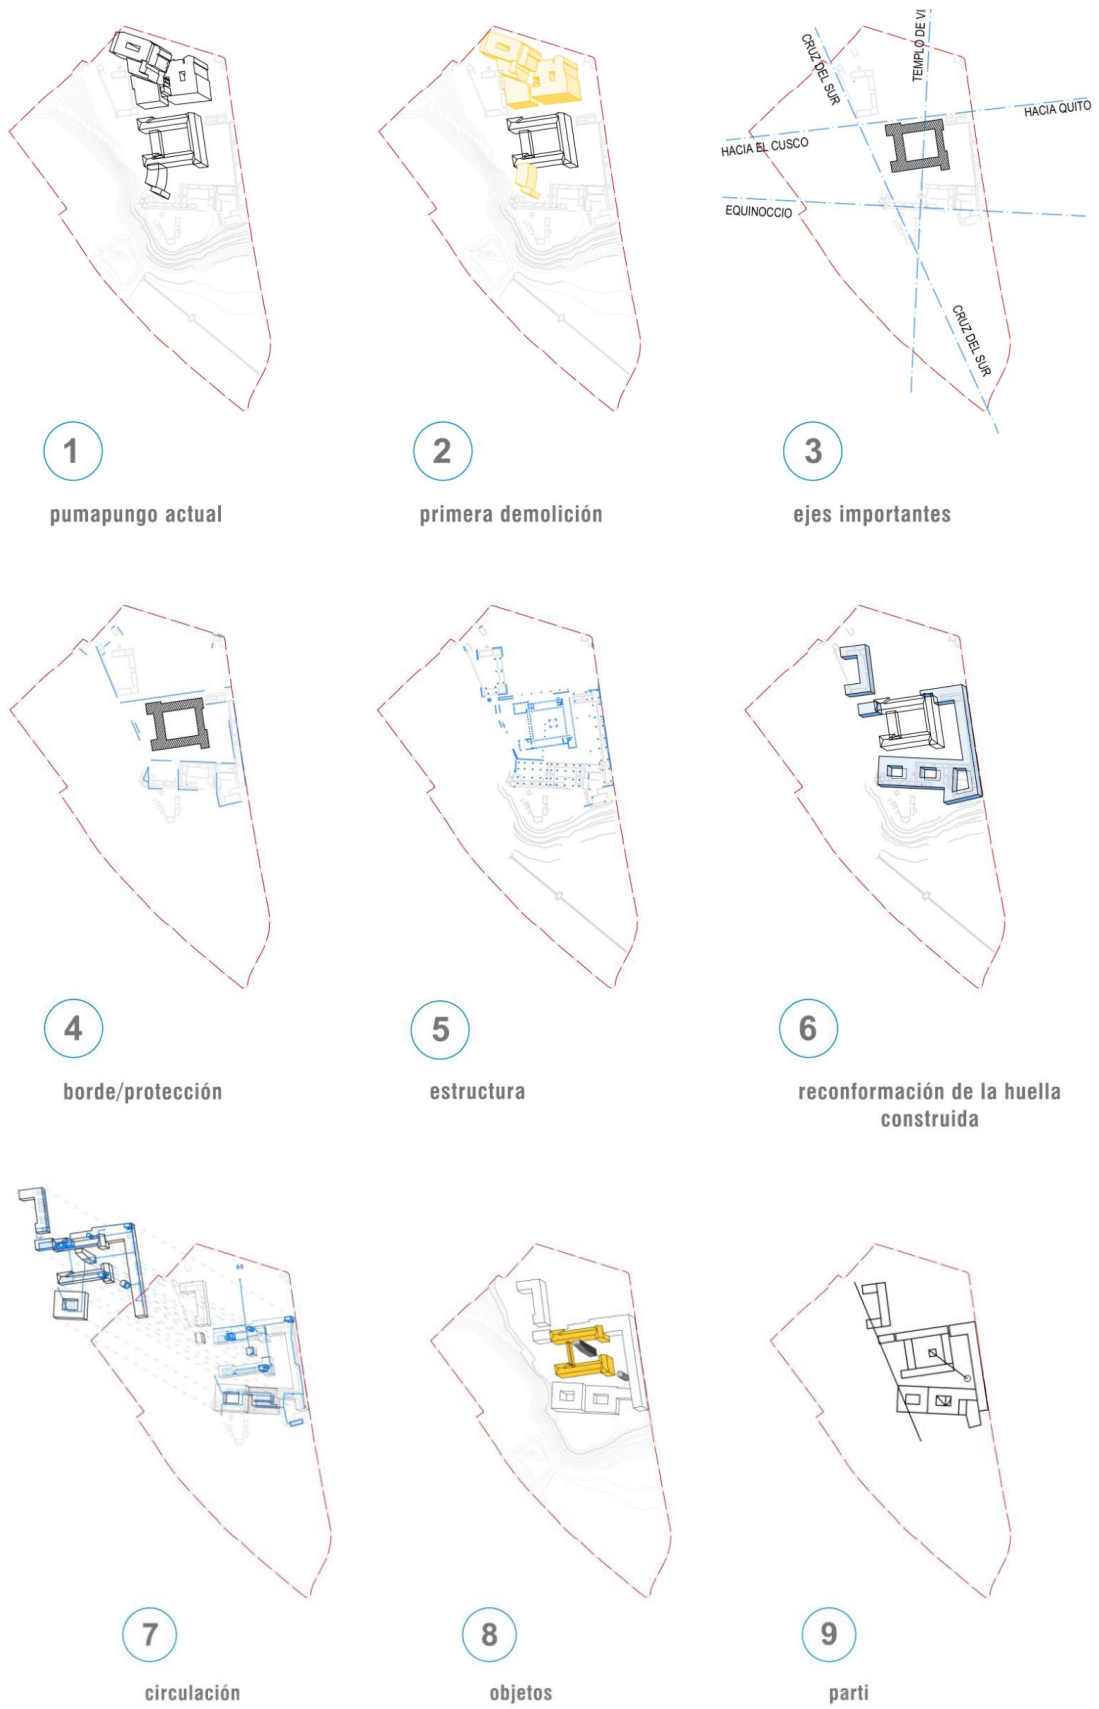 CRUZ DEL SUR
TEMPLO DE VI
HACIA QUITO
HACIA EL CUSCO
EQUINOCCIO
CRUZ DEL SUR
1
2
3
pumapungo actual
primera demolición
ejes importantes
4
5
6
borde/protección
estructura
reconformación de la huella
construida
7
8
9
circulación
objetos
parti